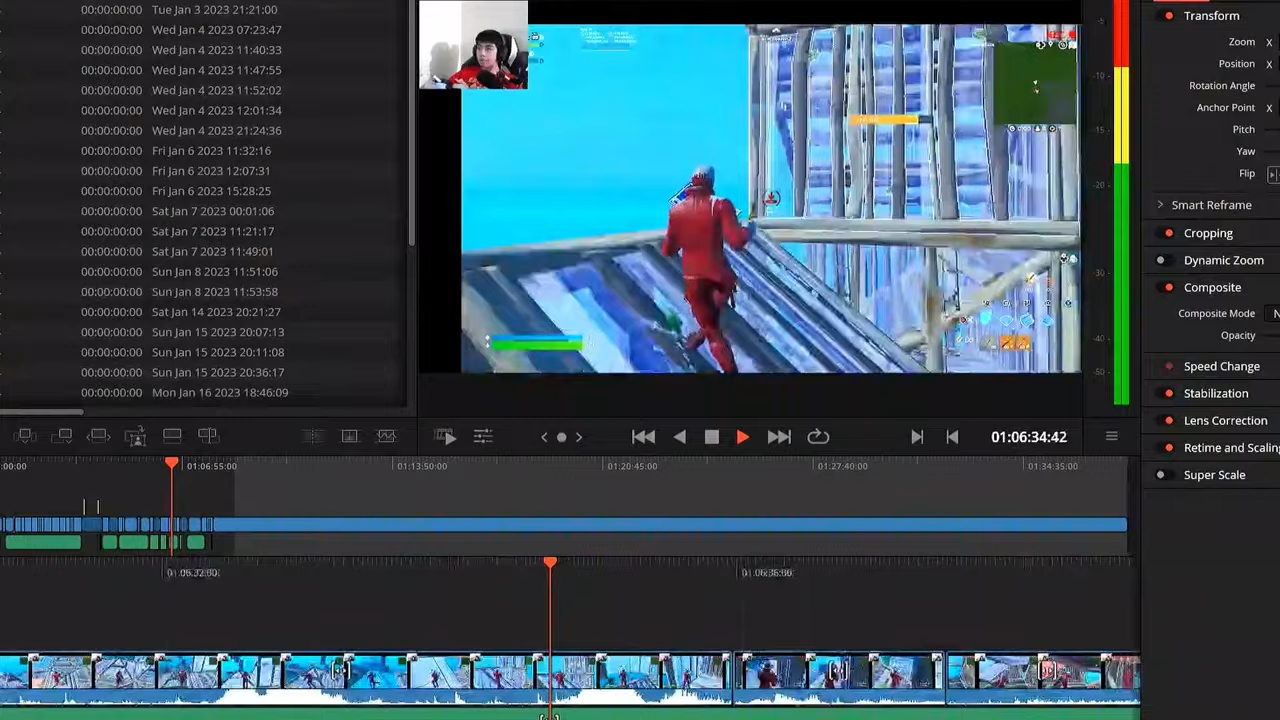 00:00:00:00 Tue Jan 3 2023 21:21:00
00:00:00:00 Wed Jan 4 2023 07:23:47
00:00:00:00 Wed Jan 4 2023 11:40:33
00:00:00:00 Wed Jan 4 2023 11:47:55
00:00:00:00 Wed Jan 4 2023 11:52:02
00:00:00:00 Wed Jan 4 2023 12:01:34
00:00:00:00 Wed Jan 4 2023 21:24:36
00:00:00:00 Fri Jan 6 2023 11:32:16
00:00:00:00 Fri Jan 6 2023 12:07:31
00:00:00:00 Fri Jan 6 2023 15:28:25
00:00:00:00 Sat Jan 7 2023 00:01:06
00:00:00:00 Sat Jan 7 2023 11:21:17
00:00:00:00 Sat Jan 7 2023 11:49:01
00:00:00:00 Sun Jan 8 2023 11:51:06
00:00:00:00 Sun Jan 8 2023 11:53:58
00:00:00:00 Sat Jan 14 2023 20:21:27
00:00:00:00 Sun Jan 15 2023 20:07:13
00:00:00:00 Sun Jan 15 2023 20:11:08
00:00:00:00 Sun Jan 15 2023 20:36:17
00:00:00:00 Mon Jan 16 2023 18:46:09
-5
-10
-15
-20
-30
-40
-50
Transform
Zoom X
Position X
Rotation Angle
Anchor Point X
Pitch
Yaw
Flip
Smart Reframe
Cropping
Dynamic Zoom
Composite
Composite Mode N
Opacity
Speed Change
Stabilization
Lens Correction
Retime and Scaling
Super Scale
01:06:34:42
:00:00 01:06:55:00 01:13:50:00 01:20:45:00 01:27:40:00 01:34:35:00